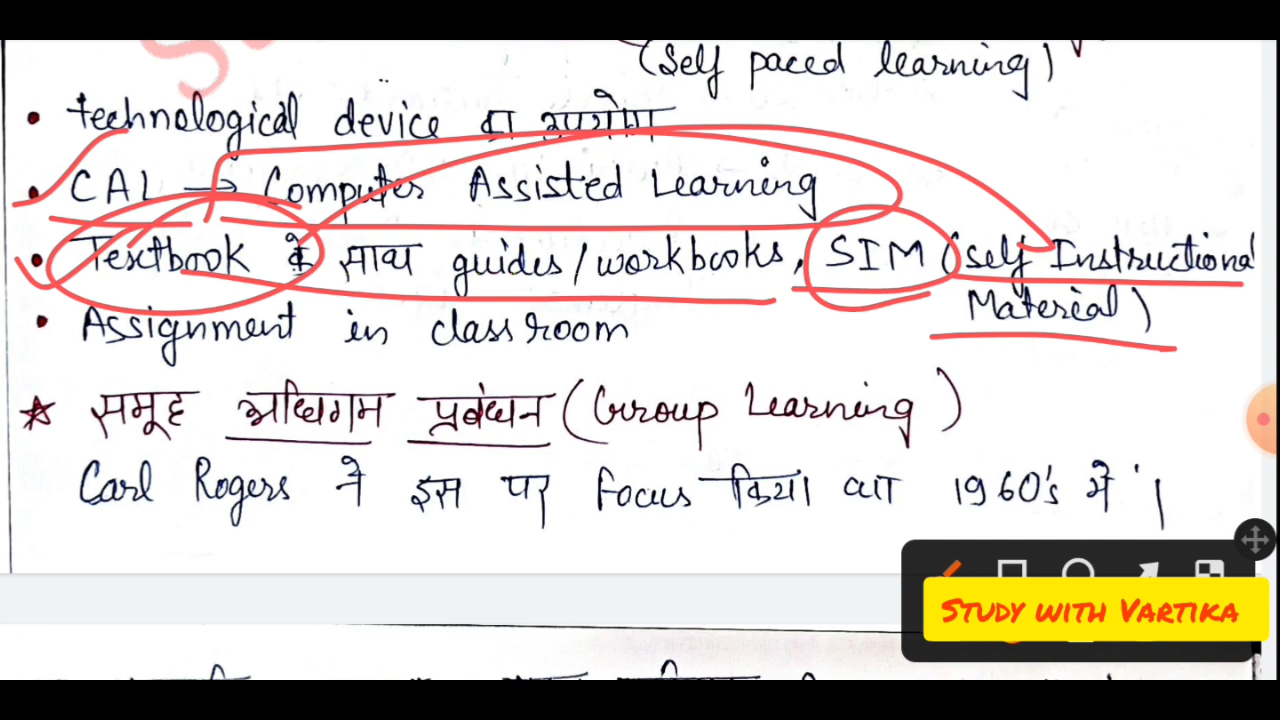 (Self paced learning)
• technological device का उपयोग
• CAL → Computer Assisted Learning
• Textbook के साथ guides/workbooks, SIM (Self Instructional
Material)
• Assignment in classroom
☆ समूह अधिगम प्रबंधन (Group Learning)
Carl Rogers ने इस पर focus किया था 1960's में |
STUDY WITH VARTIKA